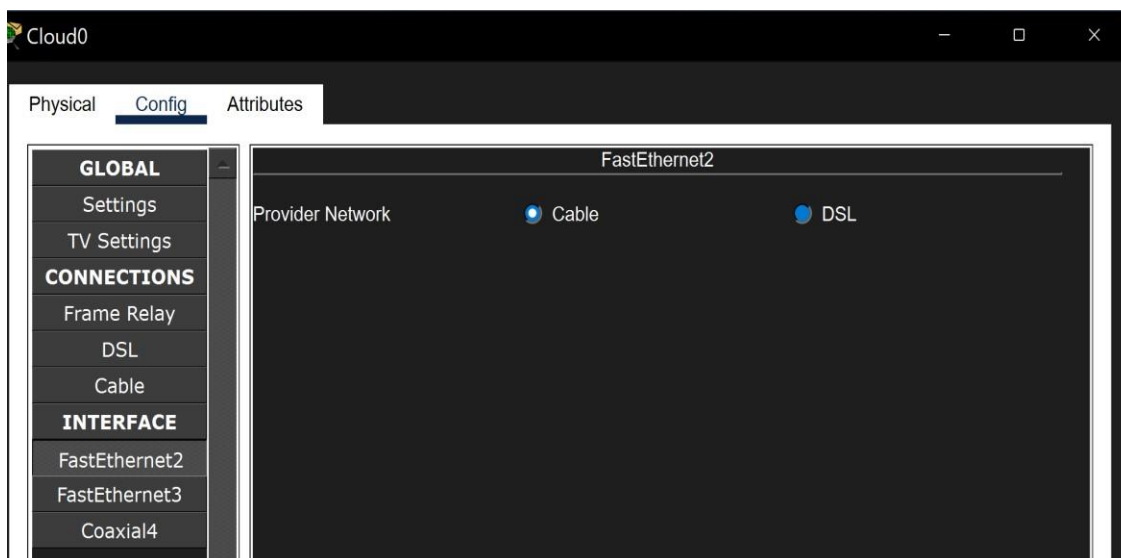 Cloud0
Physical Config Attributes
GLOBAL
Settings
TV Settings
CONNECTIONS
Frame Relay
DSL
Cable
INTERFACE
FastEthernet2
FastEthernet3
Coaxial4
FastEthernet2
Provider Network Cable DSL